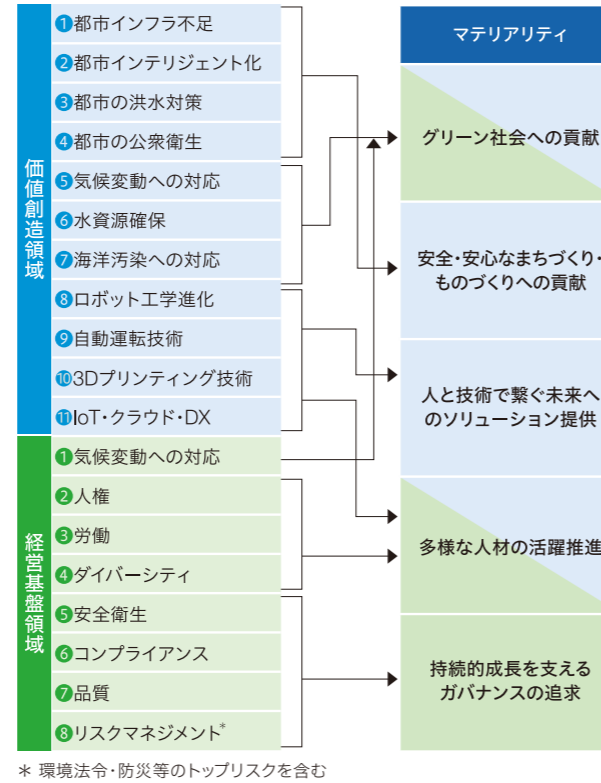 価値創造領域
❶都市インフラ不足
❷都市インテリジェント化
❸都市の洪水対策
❹都市の公衆衛生
❺気候変動への対応
❻水資源確保
❼海洋汚染への対応
❽ロボット工学進化
❾自動運転技術
❿3Dプリンティング技術
⓫IoT・クラウド・DX
経営基盤領域
❶気候変動への対応
❷人権
❸労働
❹ダイバーシティ
❺安全衛生
❻コンプライアンス
❼品質
❽リスクマネジメント*
マテリアリティ
グリーン社会への貢献
安全・安心なまちづくり・
ものづくりへの貢献
人と技術で繋ぐ未来へ
のソリューション提供
多様な人材の活躍推進
持続的成長を支える
ガバナンスの追求
＊ 環境法令・防災等のトップリスクを含む